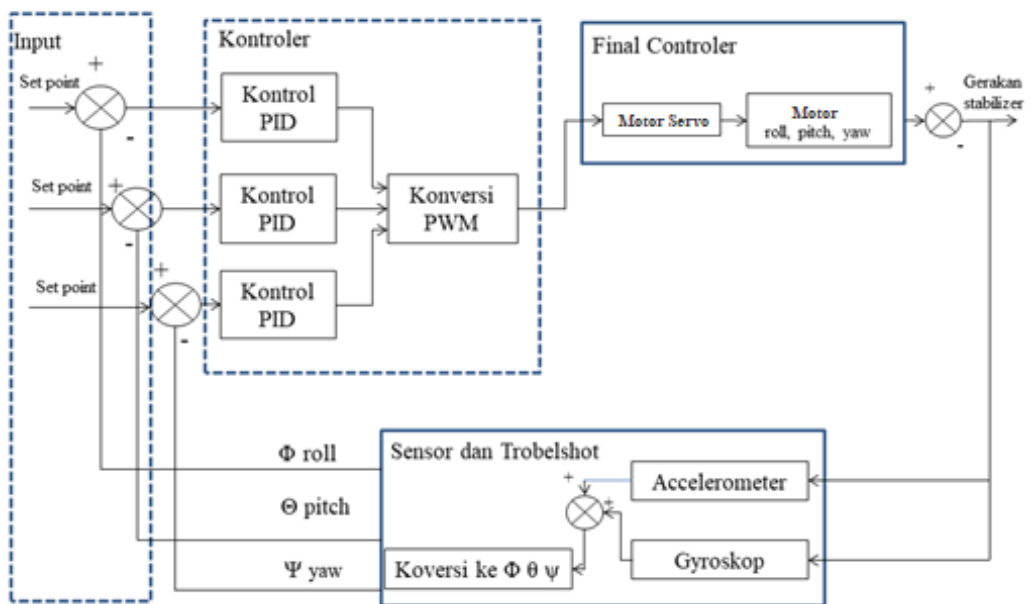 Input
Kontroler
Final Controler
+
Set point
-
Kontrol
PID
Motor Servo
Motor
roll, pitch, yaw
+
-
Gerakan
stabilizer
Set point
+
-
Kontrol
PID
Konversi
PWM
Set point
+
-
Kontrol
PID
Φ roll
Θ pitch
Ψ yaw
Sensor dan Trobelshot
+
+
Accelerometer
Gyroskop
Koversi ke Φ θ ψ